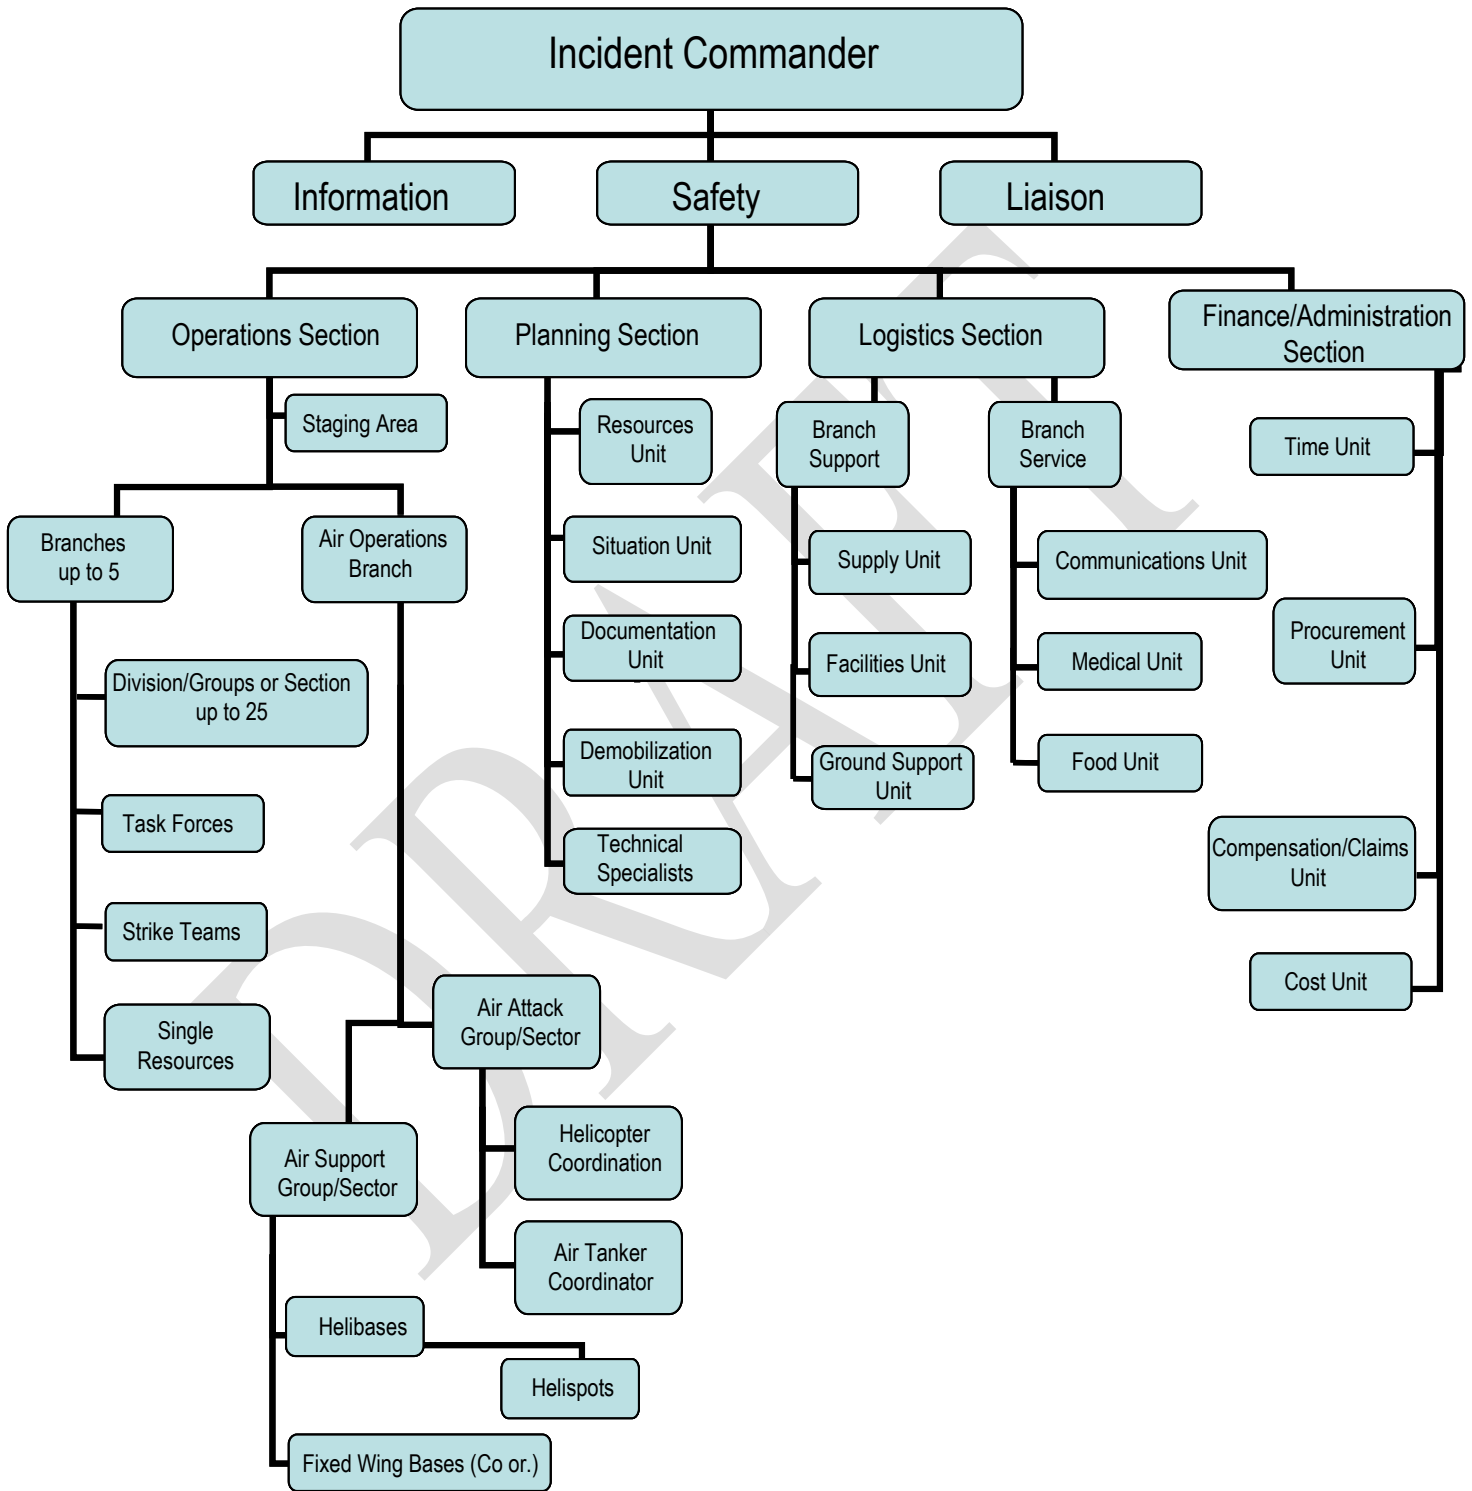 Incident Commander
Information
Safety
Liaison
Operations Section
Planning Section
Logistics Section
Finance/Administration
Section
Staging Area
Resources
Unit
Branch
Support
Branch
Service
Time Unit
Branches
up to 5
Air Operations
Branch
Situation Unit
Supply Unit
Communications Unit
Documentation
Unit
Facilities Unit
Medical Unit
Procurement
Unit
Division/Groups or Section
up to 25
Demobilization
Unit
Ground Support
Unit
Food Unit
Task Forces
Technical
Specialists
Compensation/Claims
Unit
Strike Teams
Cost Unit
Single
Resources
Air Attack
Group/Sector
Air Support
Group/Sector
Helicopter
Coordination
Air Tanker
Coordinator
Helibases
Helispots
Fixed Wing Bases (Co or.)
DRAFT